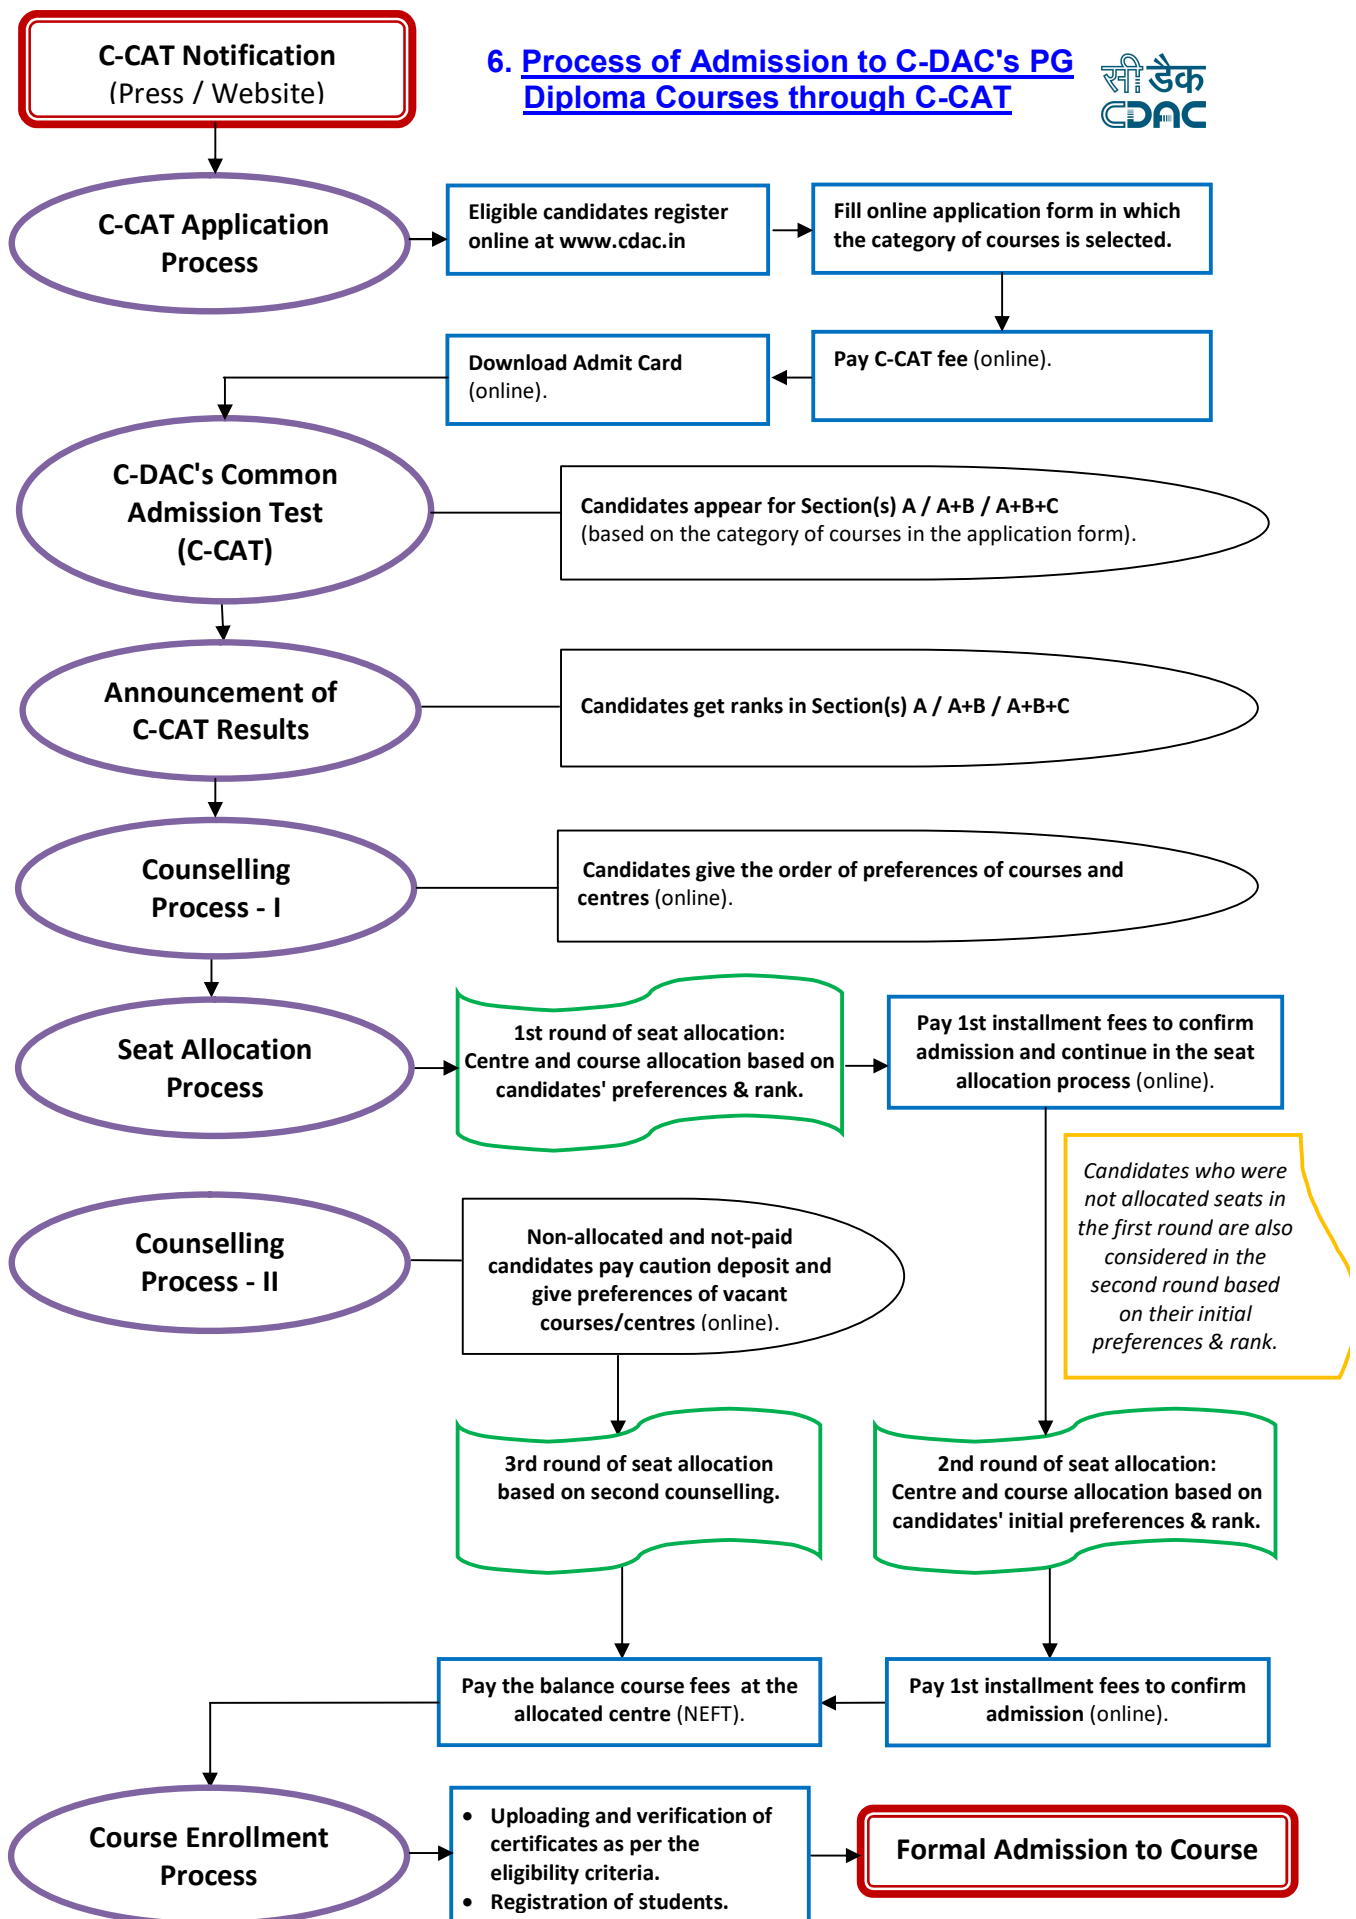 C-CAT Notification
(Press / Website)
6. Process of Admission to C-DAC's PG
Diploma Courses through C-CAT
सी डैक
CDAC
C-CAT Application
Process
Eligible candidates register
online at www.cdac.in
Fill online application form in which
the category of courses is selected.
Download Admit Card
(online).
Pay C-CAT fee (online).
C-DAC's Common
Admission Test
(C-CAT)
Candidates appear for Section(s) A / A+B / A+B+C
(based on the category of courses in the application form).
Announcement of
C-CAT Results
Candidates get ranks in Section(s) A / A+B / A+B+C
Counselling
Process - I
Candidates give the order of preferences of courses and
centres (online).
Seat Allocation
Process
1st round of seat allocation:
Centre and course allocation based on
candidates' preferences & rank.
Pay 1st installment fees to confirm
admission and continue in the seat
allocation process (online).
Candidates who were
not allocated seats in
the first round are also
considered in the
second round based
on their initial
preferences & rank.
Counselling
Process - II
Non-allocated and not-paid
candidates pay caution deposit and
give preferences of vacant
courses/centres (online).
3rd round of seat allocation
based on second counselling.
2nd round of seat allocation:
Centre and course allocation based on
candidates' initial preferences & rank.
Pay the balance course fees at the
allocated centre (NEFT).
Pay 1st installment fees to confirm
admission (online).
Course Enrollment
Process
• Uploading and verification of
certificates as per the
eligibility criteria.
• Registration of students.
Formal Admission to Course